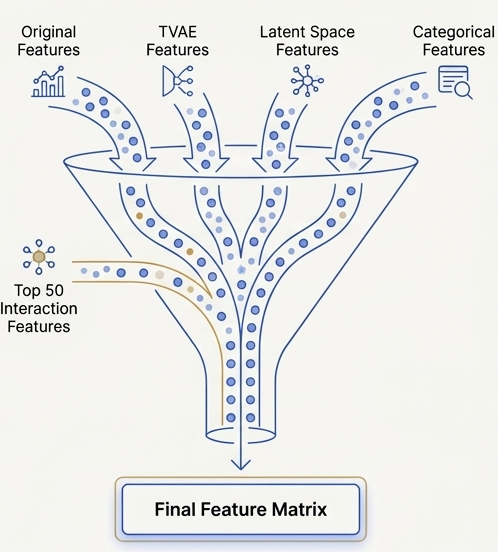 Original
Features
TVAE
Features
Latent Space
Features
Categorical
Features
Top 50
Interaction
Features
Final Feature Matrix